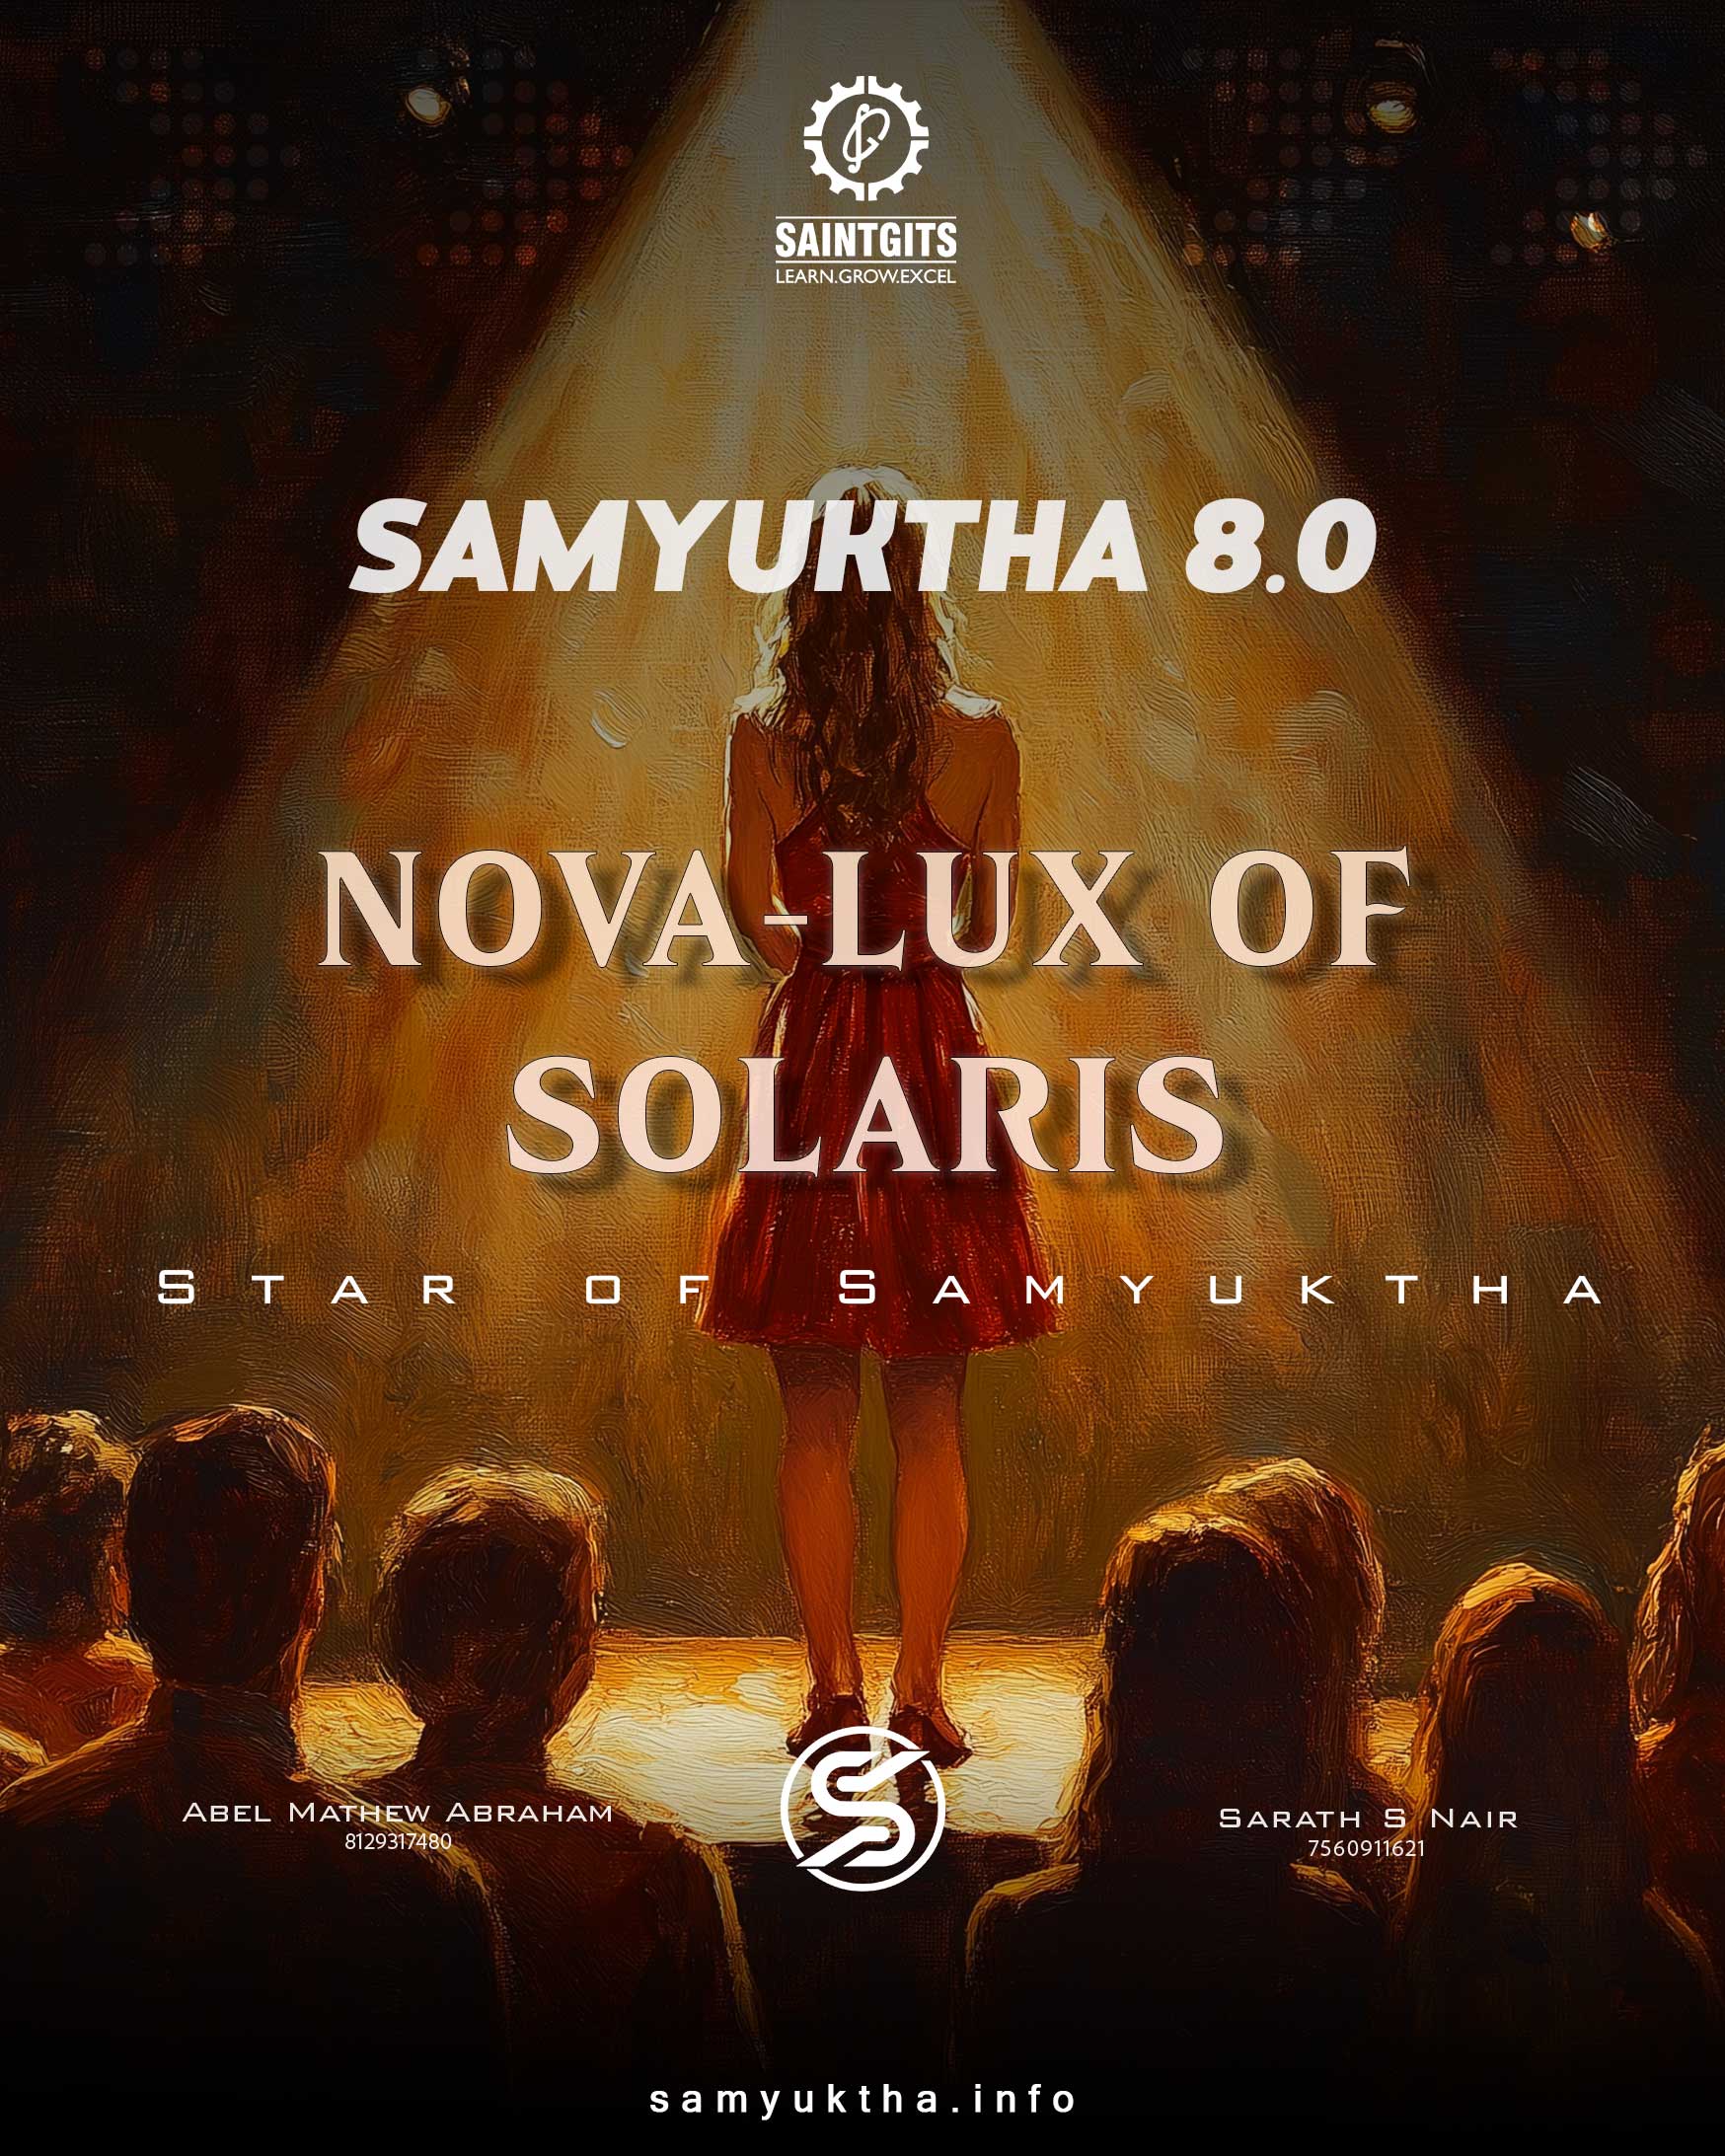 SAINTGITS
LEARN.GROW.EXCEL
SAMYUKTHA 8.0
NOVA-LUX OF
SOLARIS
Star of Samyuktha
Abel Mathew Abraham
8129317480
Sarath S Nair
7560911621
samyuktha.info